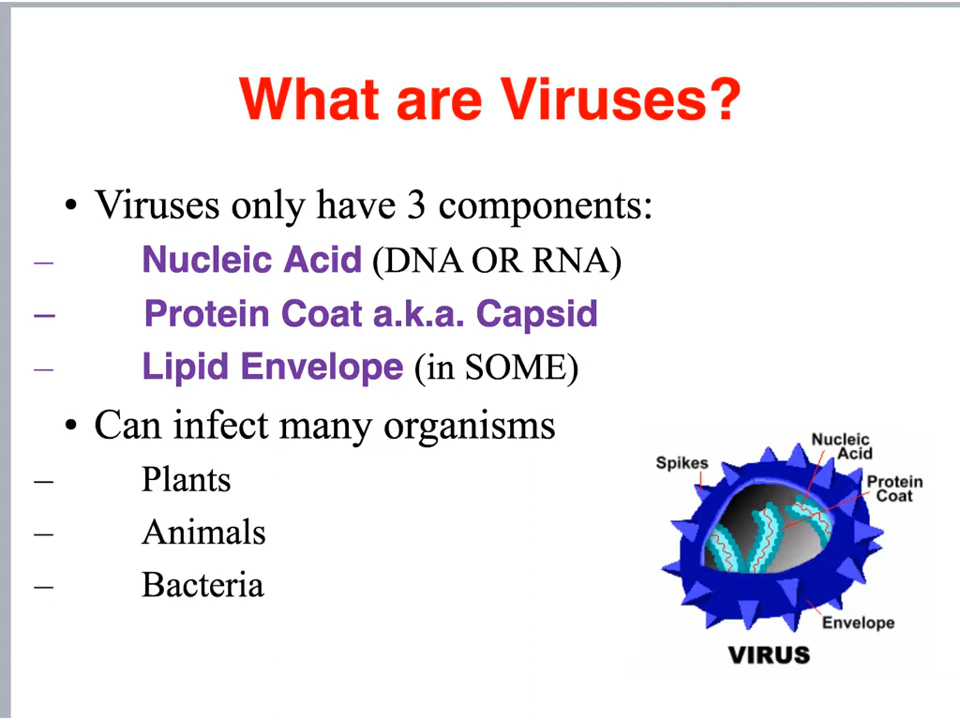 What are Viruses?
• Viruses only have 3 components:
– Nucleic Acid (DNA OR RNA)
– Protein Coat a.k.a. Capsid
– Lipid Envelope (in SOME)
• Can infect many organisms
– Plants
– Animals
– Bacteria
Spikes
Nucleic
Acid
Protein
Coat
Envelope
VIRUS